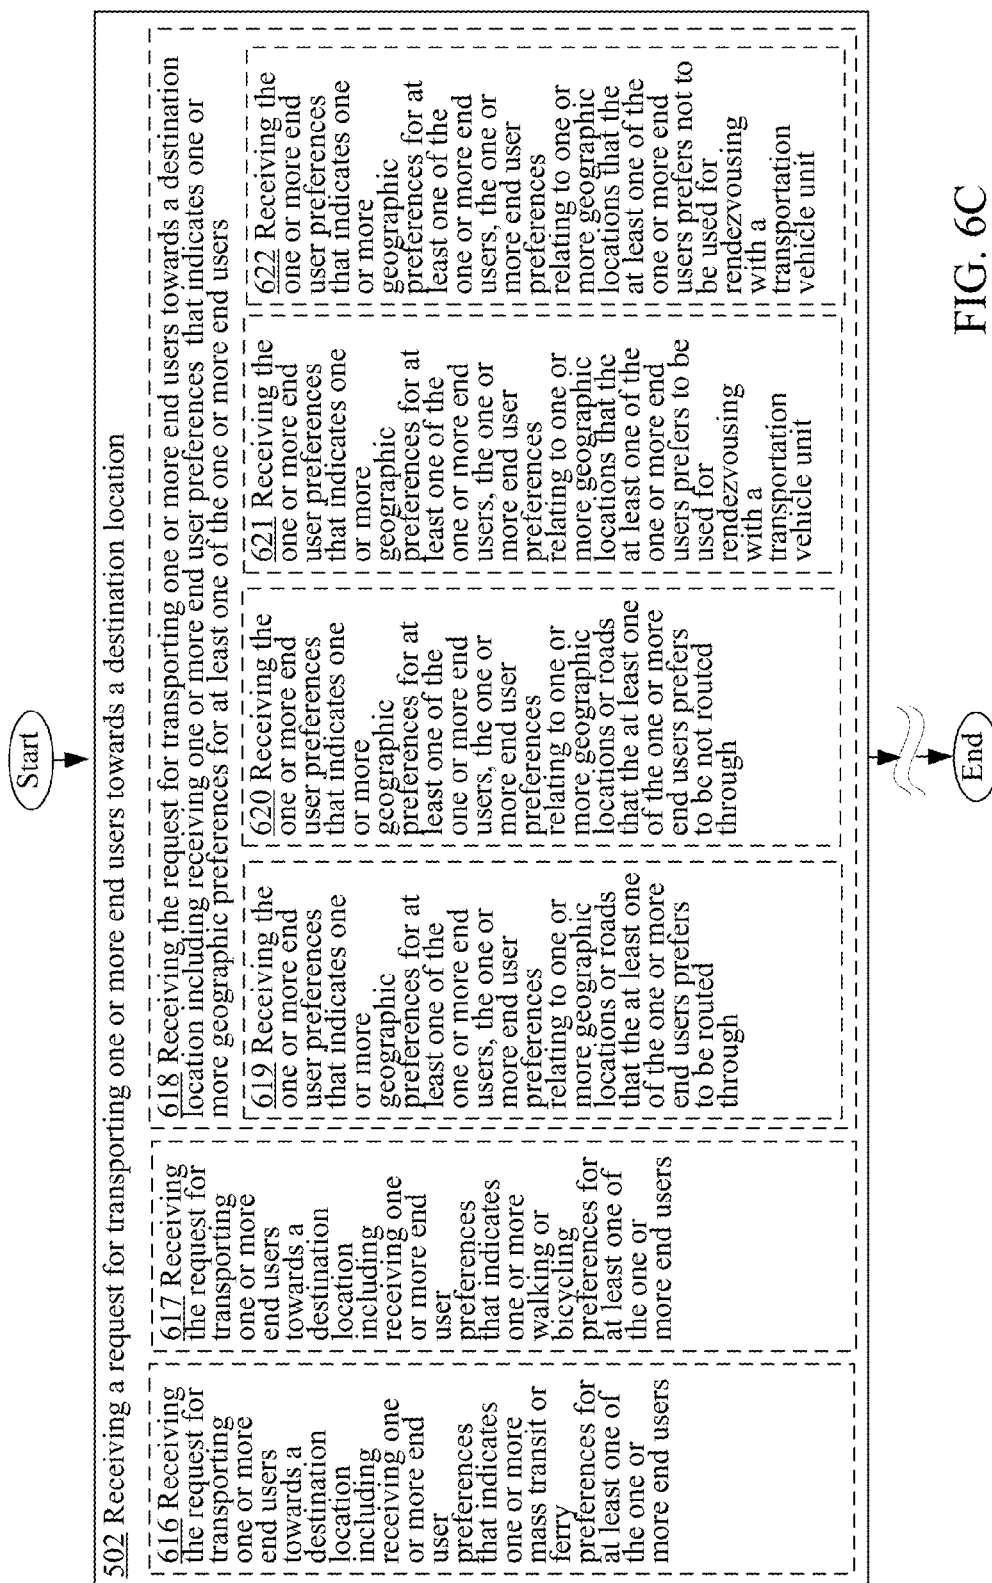 Start
502 Receiving a request for transporting one or more end users towards a destination location
616 Receiving
the request for
transporting
one or more
end users
towards a
destination
location
including
receiving one
or more end
user
preferences
that indicates
one or more
mass transit or
ferry
preferences for
at least one of
the one or
more end users
617 Receiving
the request for
transporting
one or more
end users
towards a
destination
location
including
receiving one
or more end
user
preferences
that indicates
one or more
walking or
bicycling
preferences for
at least one of
the one or
more end users
618 Receiving the request for transporting one or more end users towards a destination
location including receiving one or more end user preferences that indicates one or
more geographic preferences for at least one of the one or more end users
619 Receiving the
one or more end
user preferences
that indicates one
or more
geographic
preferences for at
least one of the
one or more end
users, the one or
more end user
preferences
relating to one or
more geographic
locations or roads
that the at least one
of the one or more
end users prefers
to be routed
through
620 Receiving the
one or more end
user preferences
that indicates one
or more
geographic
preferences for at
least one of the
one or more end
users, the one or
more end user
preferences
relating to one or
more geographic
locations or roads
that the at least one
of the one or more
end users prefers
to be not routed
through
621 Receiving the
one or more end
user preferences
that indicates one
or more
geographic
preferences for at
least one of the
one or more end
users, the one or
more end user
preferences
relating to one or
more geographic
locations that the
at least one of the
one or more end
users prefers to be
used for
rendezvousing
with a
transportation
vehicle unit
622 Receiving the
one or more end
user preferences
that indicates one
or more
geographic
preferences for at
least one of the
one or more end
users, the one or
more end user
preferences
relating to one or
more geographic
locations that the
at least one of the
one or more end
users prefers not to
be used for
rendezvousing
with a
transportation
vehicle unit
End
FIG. 6C